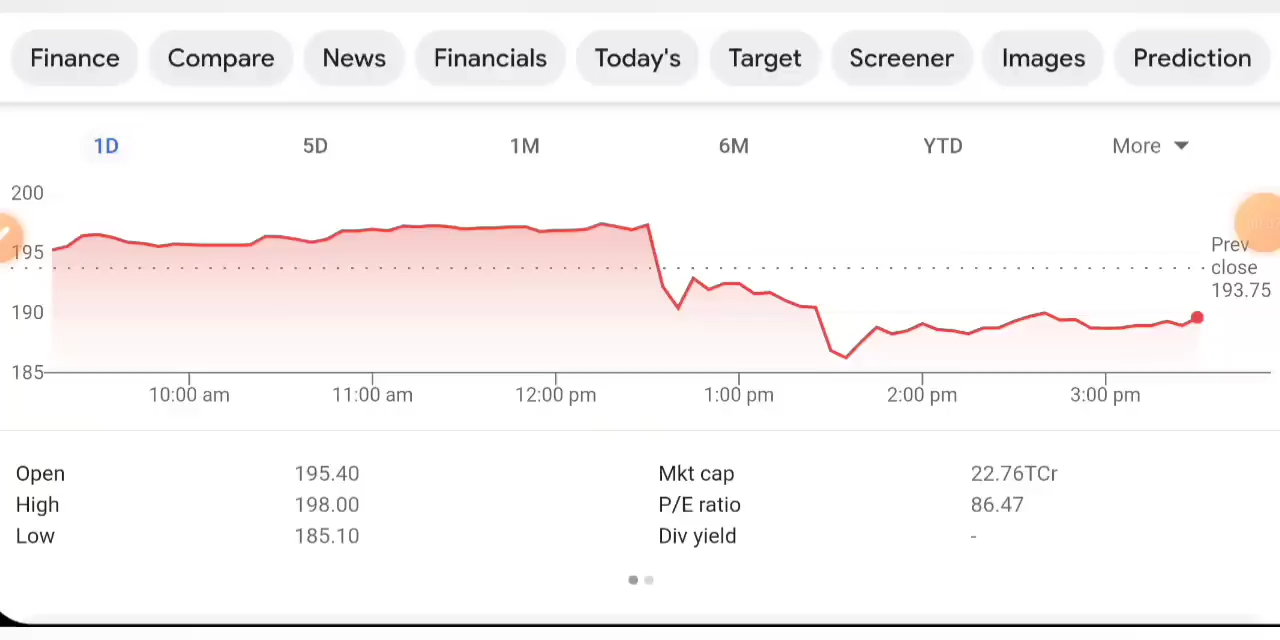 Finance Compare News Financials Today's Target Screener Images Prediction
1D 5D 1M 6M YTD More
200
195
190
185
Prev
close
193.75
10:00 am 11:00 am 12:00 pm 1:00 pm 2:00 pm 3:00 pm
Open 195.40 Mkt cap 22.76TCr
High 198.00 P/E ratio 86.47
Low 185.10 Div yield -